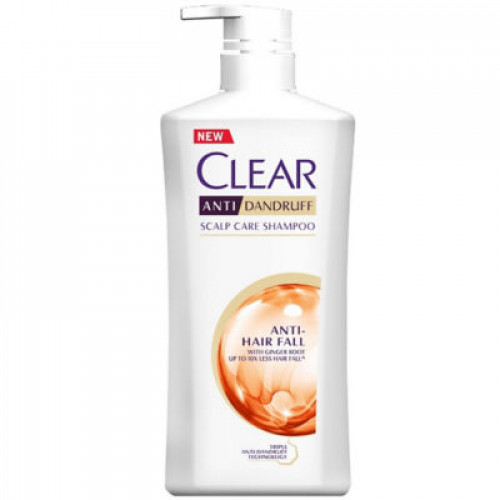 NEW
CLEAR
ANTI DANDRUFF
SCALP CARE SHAMPOO
ANTI-
HAIR FALL
WITH GINGER ROOT
UP TO 10X LESS HAIR FALL*
TRIPLE
ANTI-DANDRUFF
TECHNOLOGY